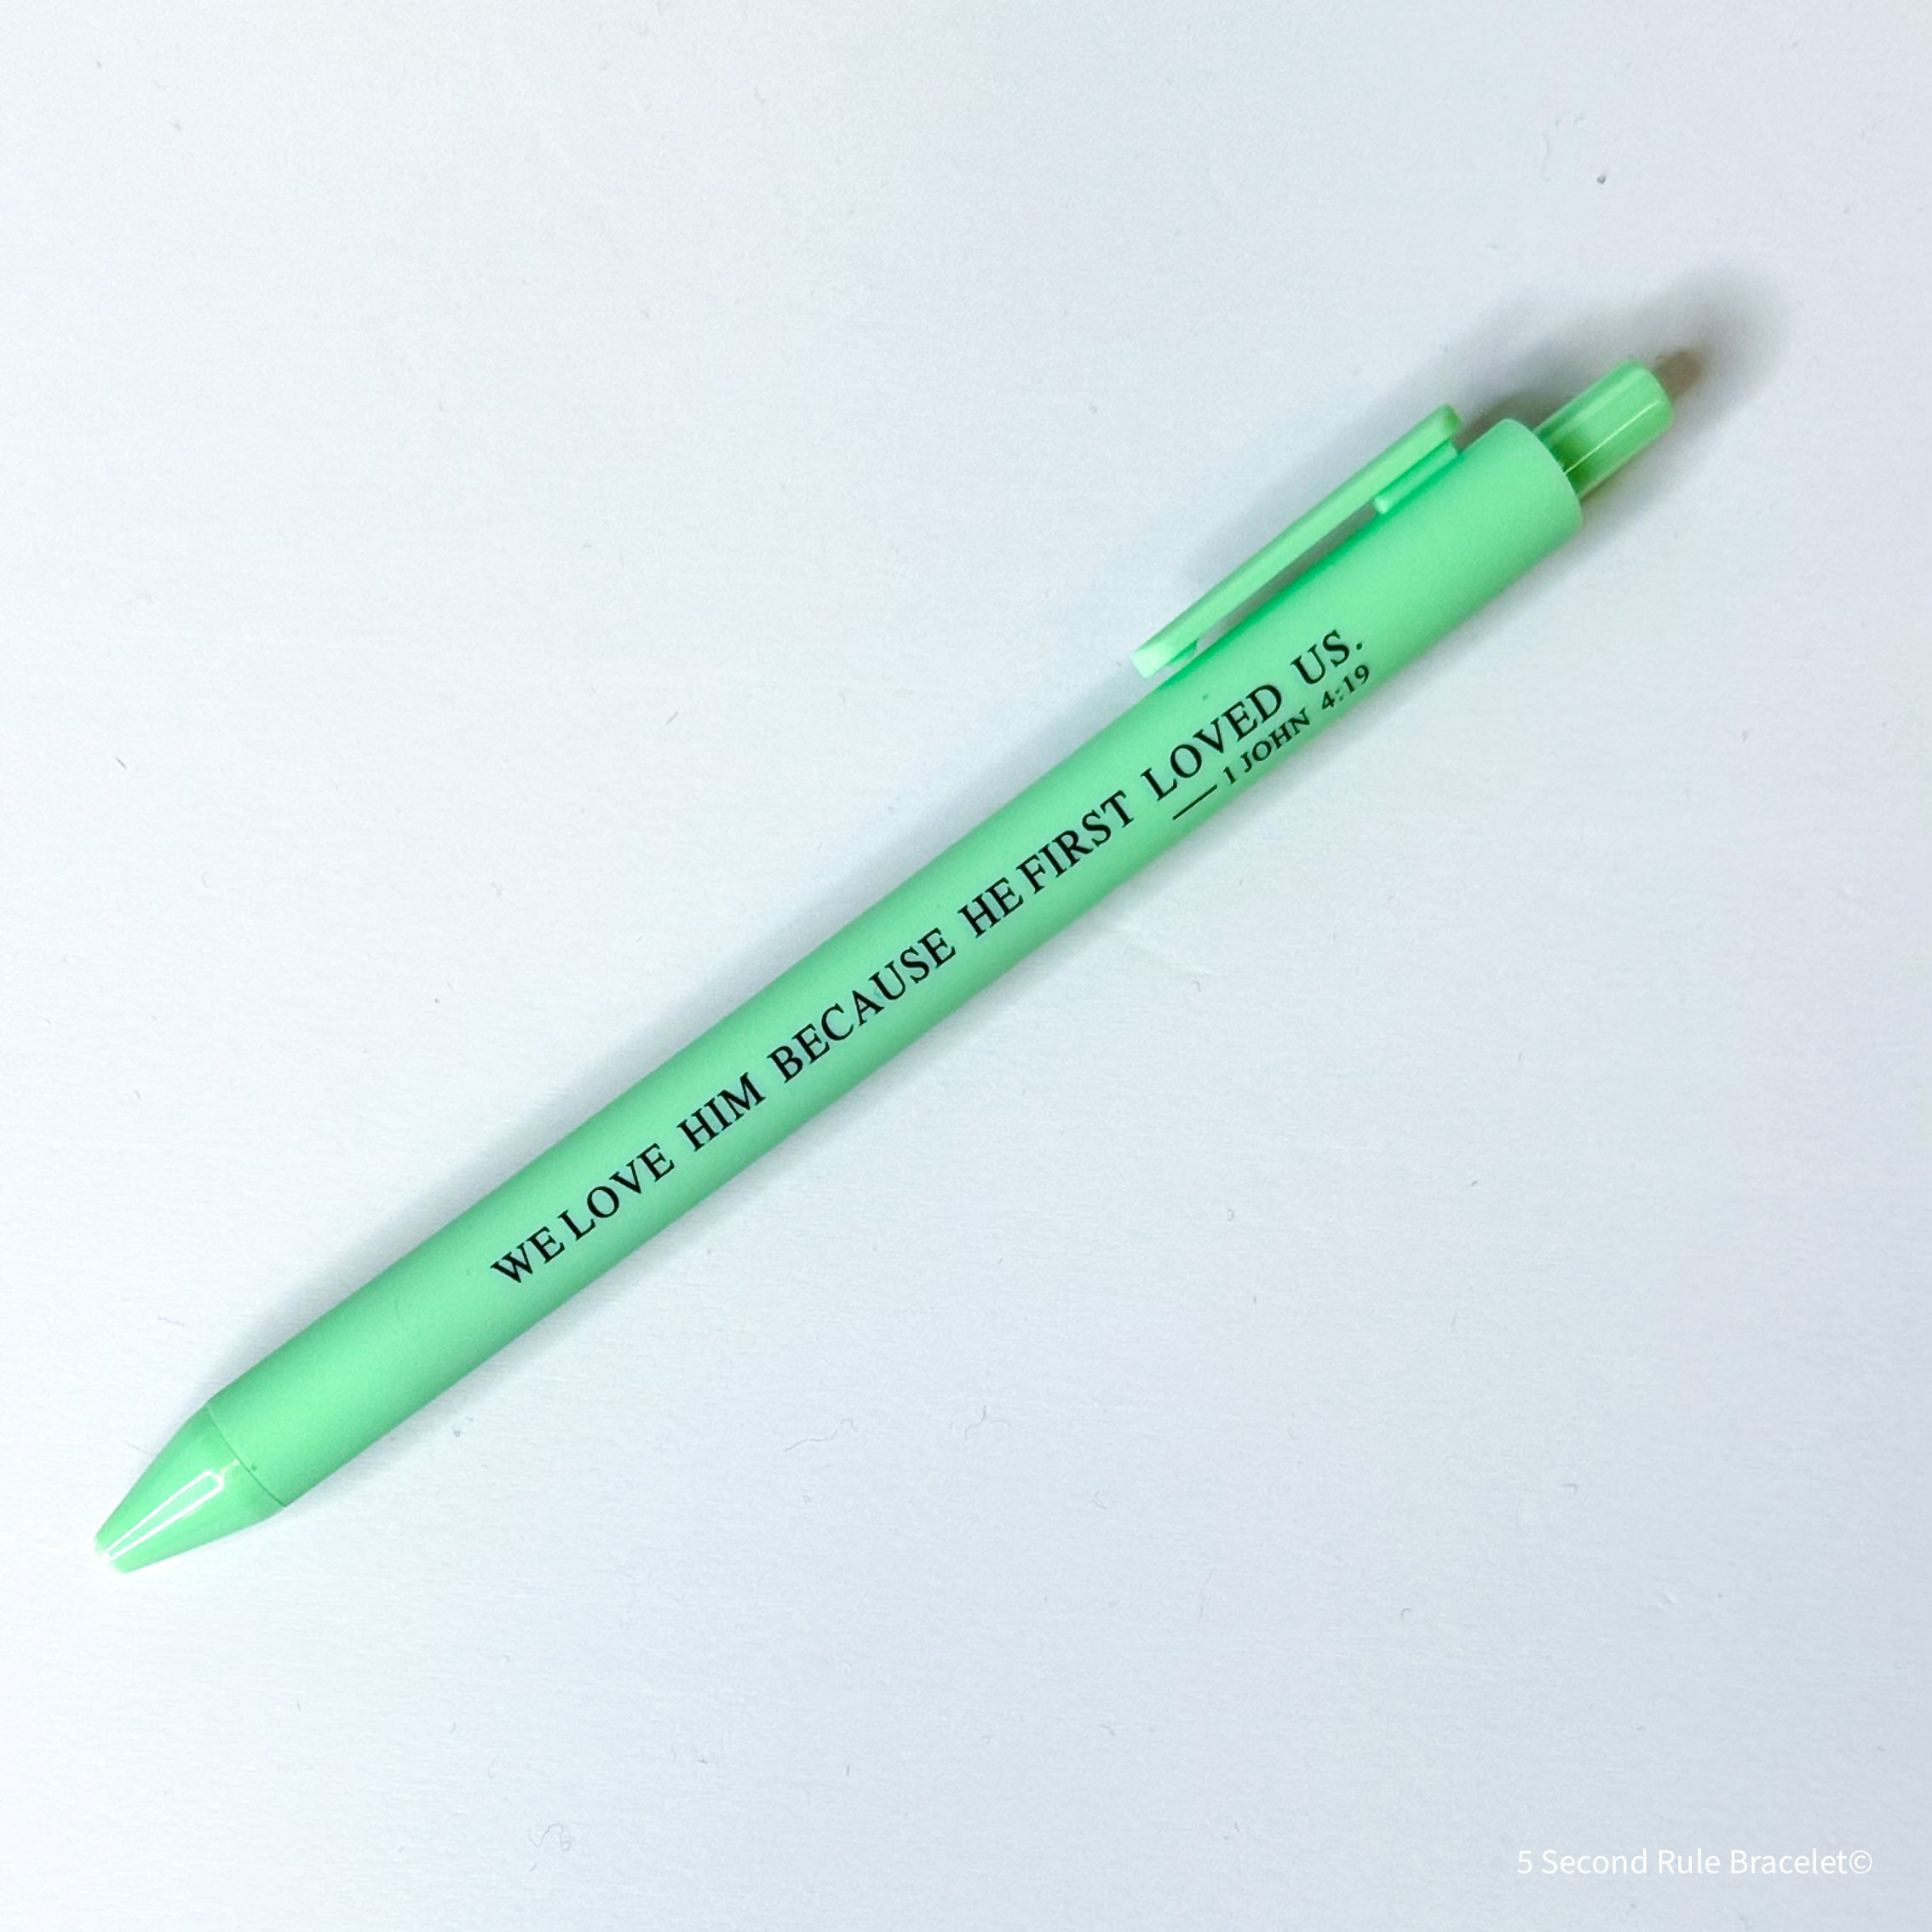 WE LOVE HIM BECAUSE HE FIRST LOVED US.
— 1 JOHN 4:19
5 Second Rule Bracelet©